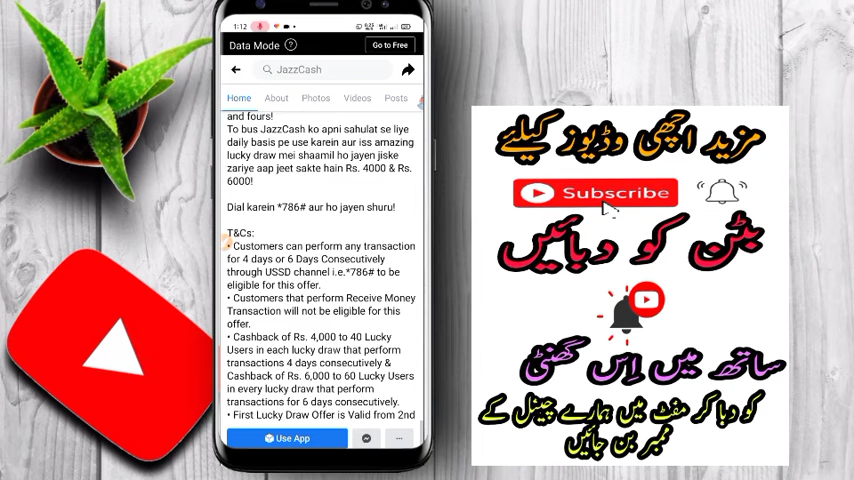 1:12
Data Mode
Go to Free
JazzCash
Home About Photos Videos Posts
and fours!
To bus JazzCash ko apni sahulat se liye
daily basis pe use karein aur iss amazing
lucky draw mei shaamil ho jayen jiske
zariye aap jeet sakte hain Rs. 4000 & Rs.
6000!
Dial karein *786# aur ho jayen shuru!
T&Cs:
• Customers can perform any transaction
for 4 days or 6 Days Consecutively
through USSD channel i.e.*786# to be
eligible for this offer.
• Customers that perform Receive Money
Transaction will not be eligible for this
offer.
• Cashback of Rs. 4,000 to 40 Lucky
Users in each lucky draw that perform
transactions 4 days consecutively &
Cashback of Rs. 6,000 to 60 Lucky Users
in every lucky draw that perform
transactions for 6 days consecutively.
• First Lucky Draw Offer is Valid from 2nd
Use App
مزید اچھی وڈیوز کیلئے
Subscribe
بٹن کو دبائیں
ساتھ میں اِس گھنٹی
کو دبا کر مفت میں ہمارے چینل کے
ممبر بن جائیں